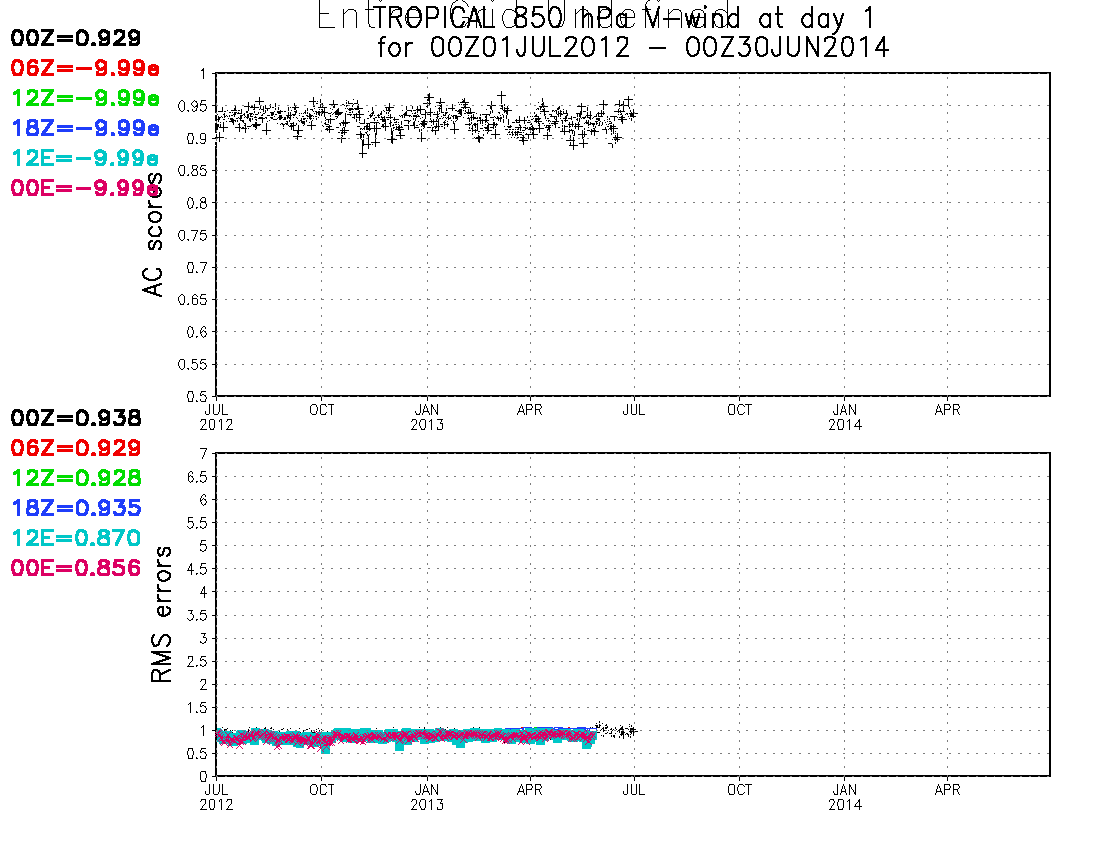 Entire Grid Undefined
TROPICAL 850 hPa V-wind at day 1
for 00Z01JUL2012 - 00Z30JUN2014
00Z=0.929
06Z=-9.99e
12Z=-9.99e
18Z=-9.99e
12E=-9.99e
00E=-9.99e
AC scores
1
0.95
0.9
0.85
0.8
0.75
0.7
0.65
0.6
0.55
0.5
JUL OCT JAN APR JUL OCT JAN APR
2012 2013 2014
00Z=0.938
06Z=0.929
12Z=0.928
18Z=0.935
12E=0.870
00E=0.856
RMS errors
7
6.5
6
5.5
5
4.5
4
3.5
3
2.5
2
1.5
1
0.5
0
JUL OCT JAN APR JUL OCT JAN APR
2012 2013 2014